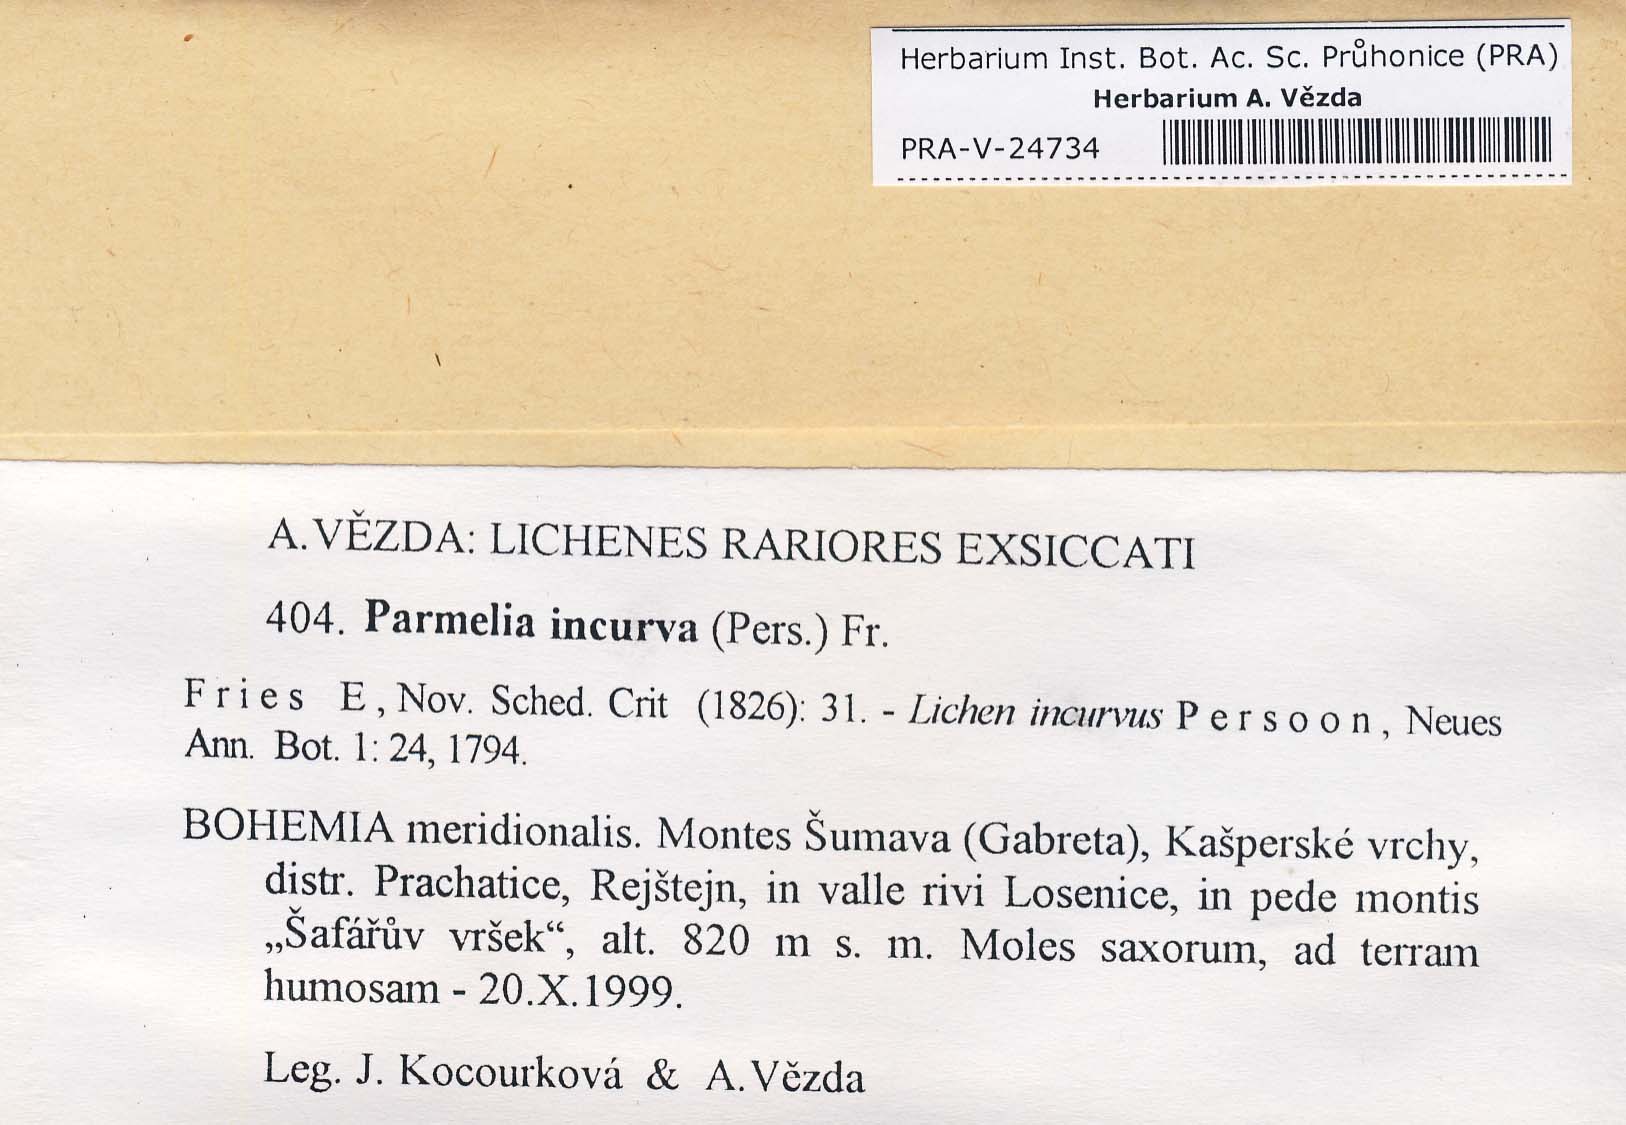 Herbarium Inst. Bot. Ac. Sc. Průhonice (PRA)
Herbarium A. Vězda
PRA-V-24734
A. VĚZDA: LICHENES RARIORES EXSICCATI
404. Parmelia incurva (Pers.) Fr.
Fries E, Nov. Sched. Crit (1826): 31. - Lichen incurvus Persoon, Neues
Ann. Bot. 1: 24, 1794.
BOHEMIA meridionalis. Montes Šumava (Gabreta), Kašperské vrchy,
distr. Prachatice, Rejštejn, in valle rivi Losenice, in pede montis
„Šafářův vršek“, alt. 820 m s. m. Moles saxorum, ad terram
humosam - 20.X.1999.
Leg. J. Kocourková & A. Vězda